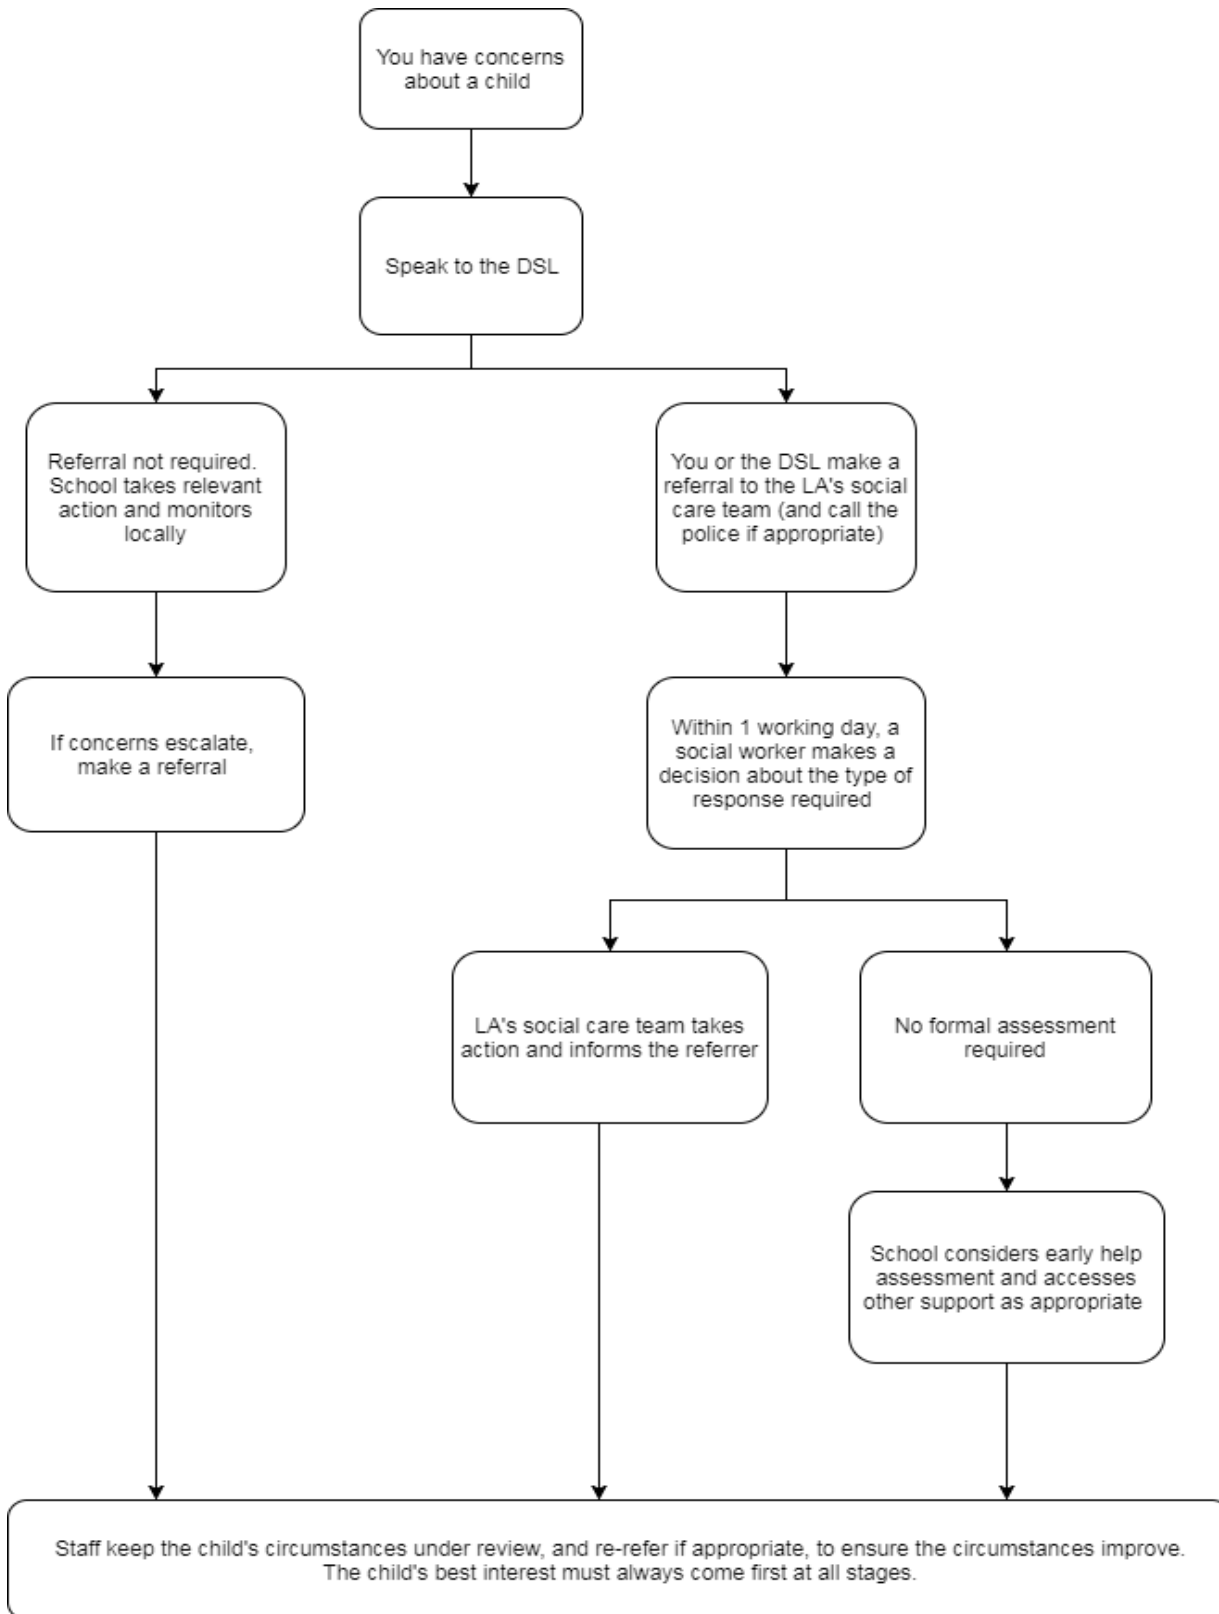 You have concerns
about a child
Speak to the DSL
Referral not required.
School takes relevant
action and monitors
locally
You or the DSL make a
referral to the LA's social
care team (and call the
police if appropriate)
If concerns escalate,
make a referral
Within 1 working day, a
social worker makes a
decision about the type of
response required
LA's social care team takes
action and informs the referrer
No formal assessment
required
School considers early help
assessment and accesses
other support as appropriate
Staff keep the child's circumstances under review, and re-refer if appropriate, to ensure the circumstances improve.
The child's best interest must always come first at all stages.